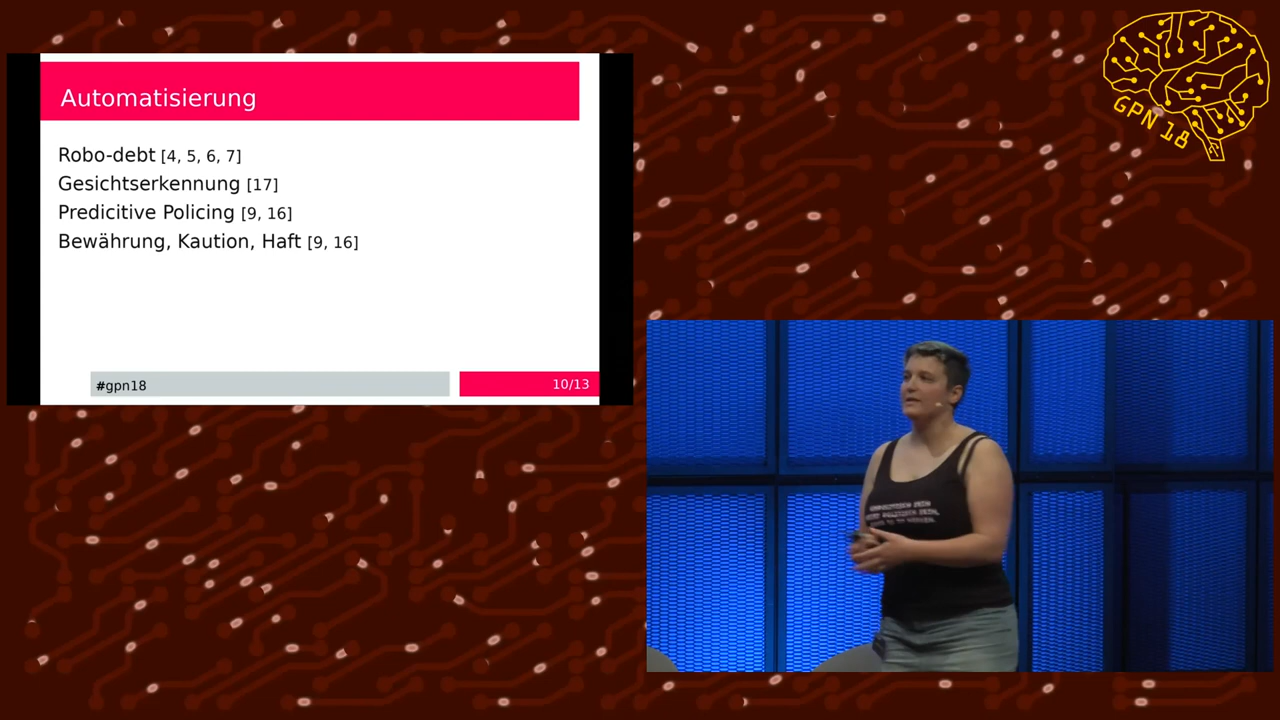 Automatisierung
Robo-debt [4, 5, 6, 7]
Gesichtserkennung [17]
Predicitive Policing [9, 16]
Bewährung, Kaution, Haft [9, 16]
#gpn18
10/13
GPN 18